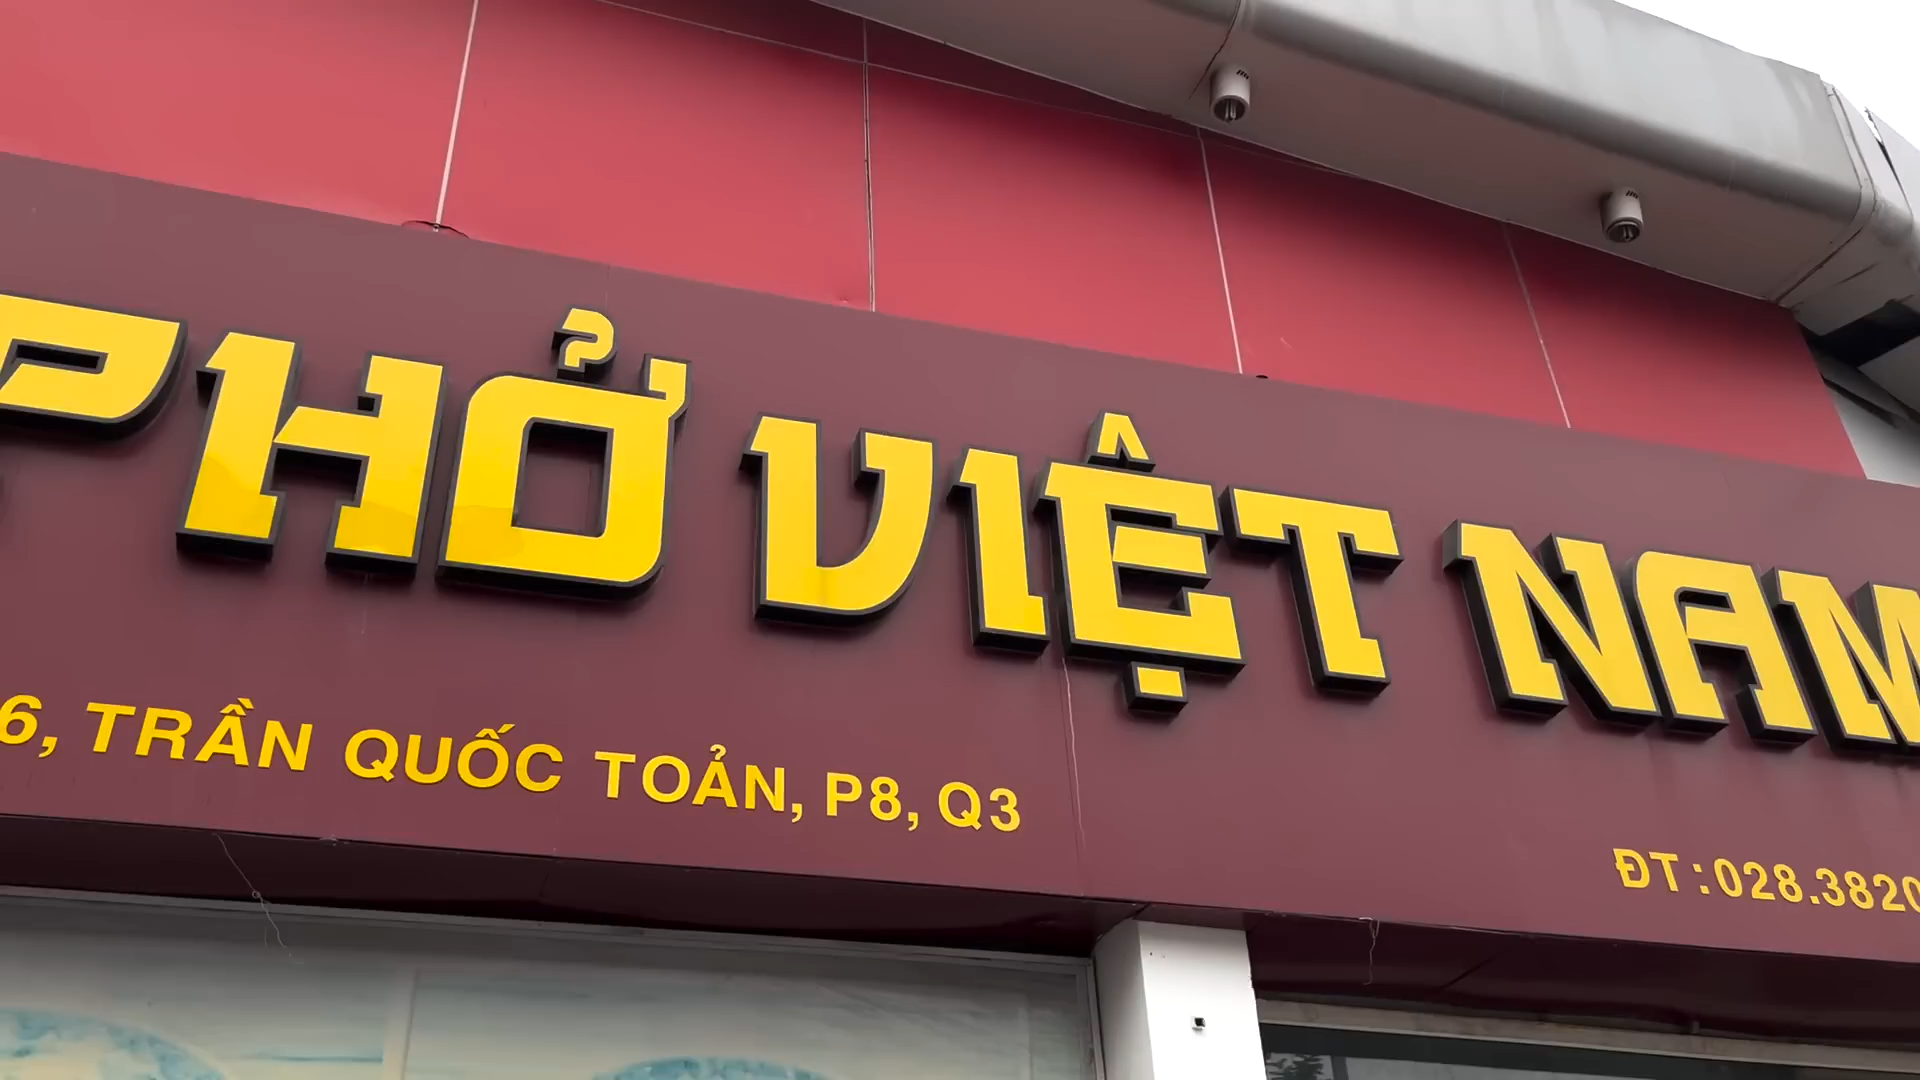 PHỞ VIỆT NAM
6, TRẦN QUỐC TOẢN, P8, Q3
ĐT:028.3820